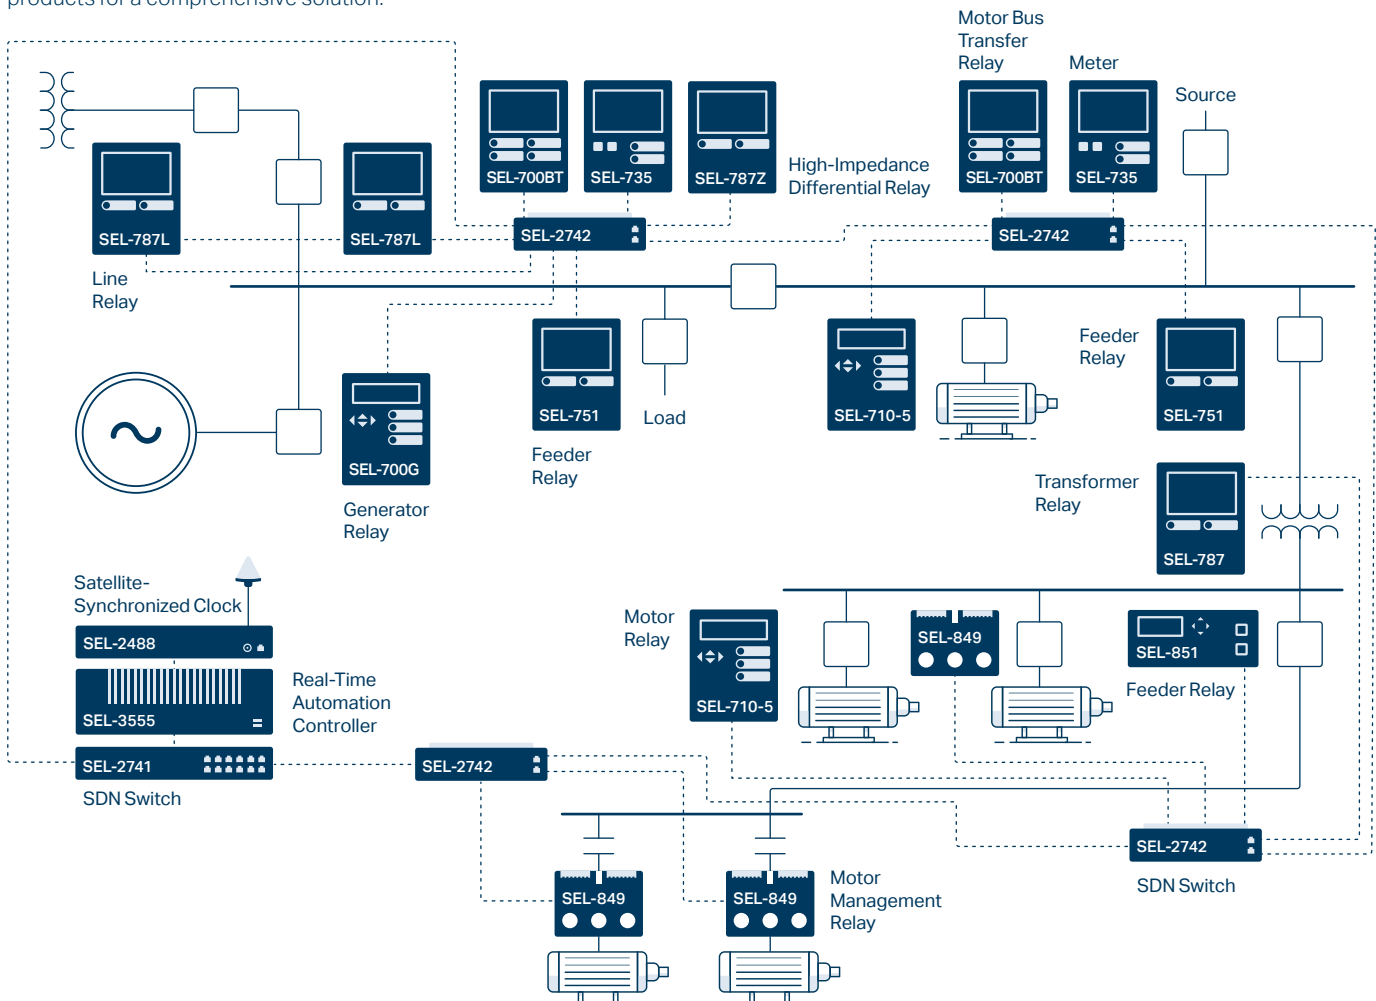 products for a comprehensive solution.
Motor Bus
Transfer
Relay
Meter
Source
SEL-700BT
SEL-735
SEL-787Z
High-Impedance
Differential Relay
SEL-700BT
SEL-735
SEL-787L
SEL-787L
SEL-2742
SEL-2742
Line
Relay
SEL-700G
Generator
Relay
SEL-751
Feeder
Relay
Load
SEL-710-5
Feeder
Relay
SEL-751
Transformer
Relay
SEL-787
Satellite-
Synchronized Clock
SEL-2488
SEL-3555
Real-Time
Automation
Controller
SEL-2741
SDN Switch
SEL-2742
Motor
Relay
SEL-710-5
SEL-849
SEL-851
Feeder Relay
SEL-2742
SDN Switch
SEL-849
SEL-849
Motor
Management
Relay